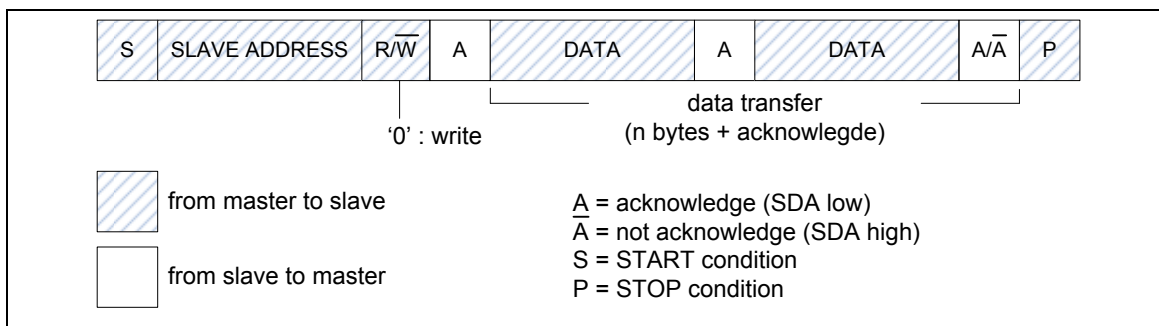 S SLAVE ADDRESS R/W̅ A DATA A DATA A/A̅ P
data transfer
'0' : write (n bytes + acknowlegde)
from master to slave
A = acknowledge (SDA low)
A̅ = not acknowledge (SDA high)
S = START condition
from slave to master
P = STOP condition